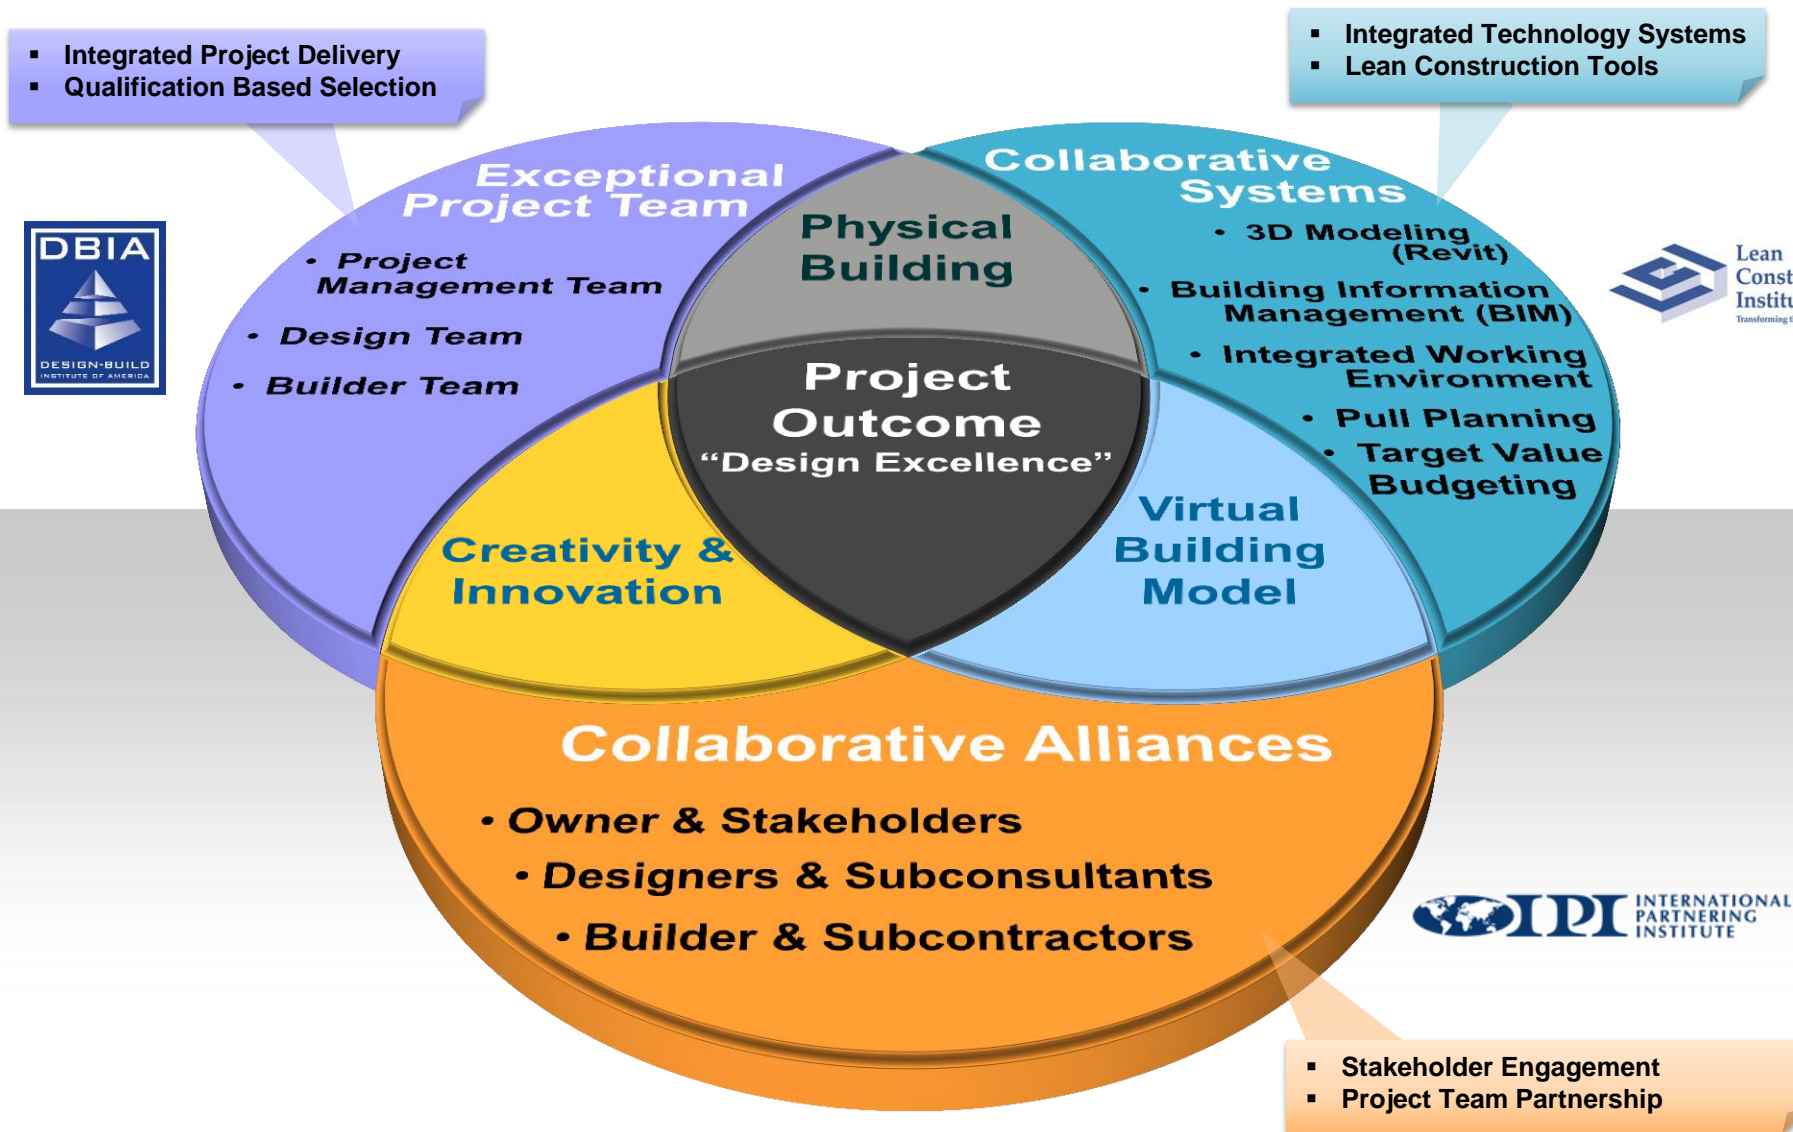 ▪ Integrated Project Delivery
▪ Qualification Based Selection
▪ Integrated Technology Systems
▪ Lean Construction Tools
Exceptional
Project Team
• Project
Management Team
• Design Team
• Builder Team
Physical
Building
Collaborative
Systems
• 3D Modeling
(Revit)
• Building Information
Management (BIM)
• Integrated Working
Environment
• Pull Planning
• Target Value
Budgeting
DBIA
DESIGN-BUILD
INSTITUTE OF AMERICA
Lean
Const
Institu
Transforming t
Project
Outcome
“Design Excellence”
Creativity &
Innovation
Virtual
Building
Model
Collaborative Alliances
• Owner & Stakeholders
• Designers & Subconsultants
• Builder & Subcontractors
IPI
INTERNATIONAL
PARTNERING
INSTITUTE
▪ Stakeholder Engagement
▪ Project Team Partnership